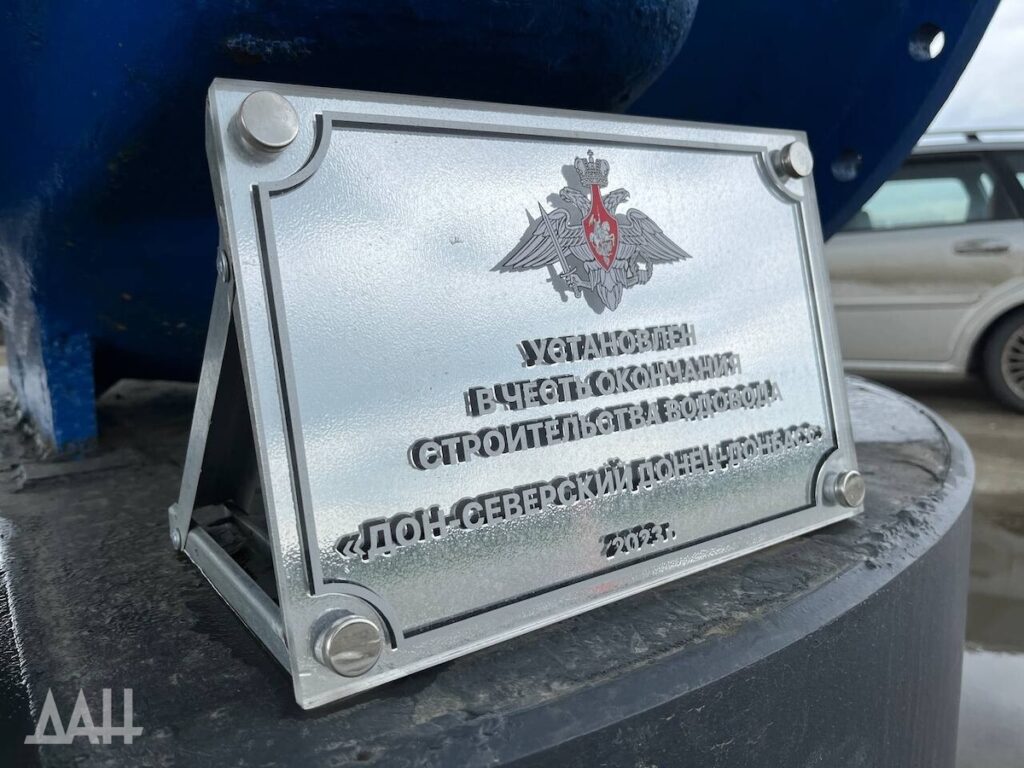 УСТАНОВЛЕН
В ЧЕСТЬ ОКОНЧАНИЯ
СТРОИТЕЛЬСТВА ВОДОВОДА
«ДОН-СЕВЕРСКИЙ ДОНЕЦ-ДОНБАСС»
2023 г.
ДАН